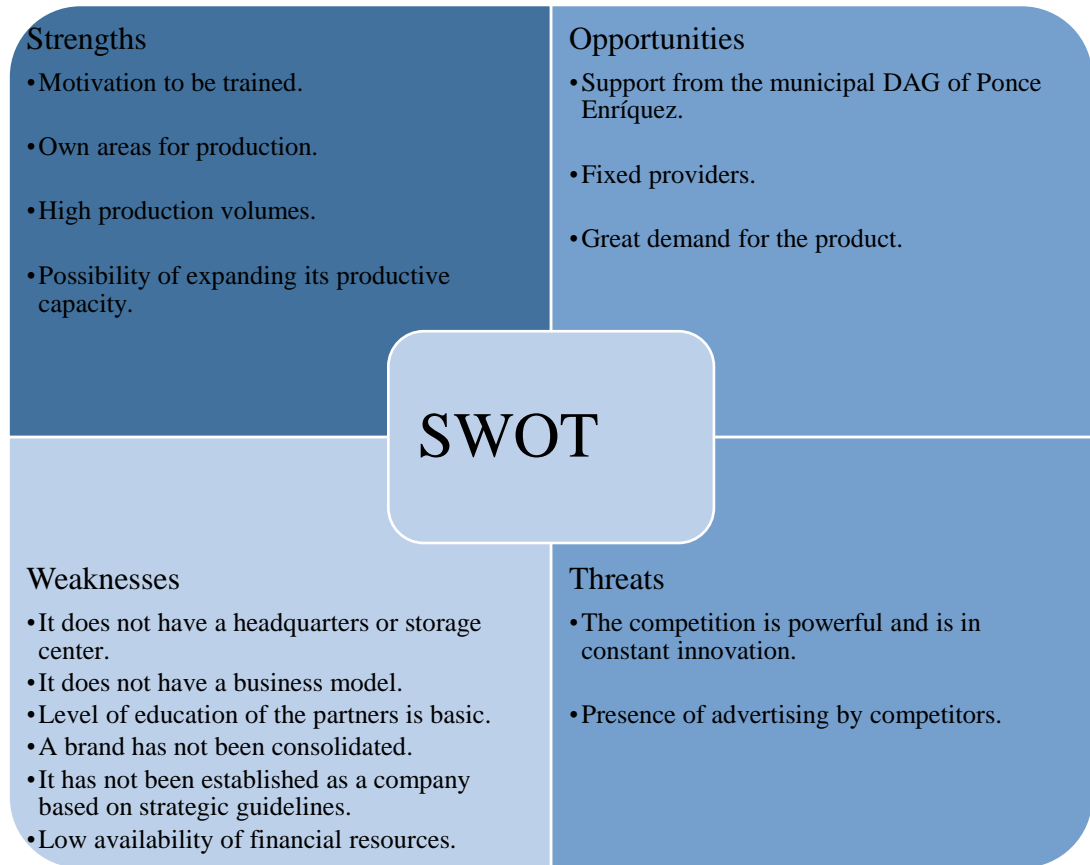 Strengths
•Motivation to be trained.
•Own areas for production.
•High production volumes.
•Possibility of expanding its productive
capacity.
Opportunities
•Support from the municipal DAG of Ponce
Enríquez.
•Fixed providers.
•Great demand for the product.
SWOT
Weaknesses
•It does not have a headquarters or storage
center.
•It does not have a business model.
•Level of education of the partners is basic.
•A brand has not been consolidated.
•It has not been established as a company
based on strategic guidelines.
•Low availability of financial resources.
Threats
•The competition is powerful and is in
constant innovation.
•Presence of advertising by competitors.